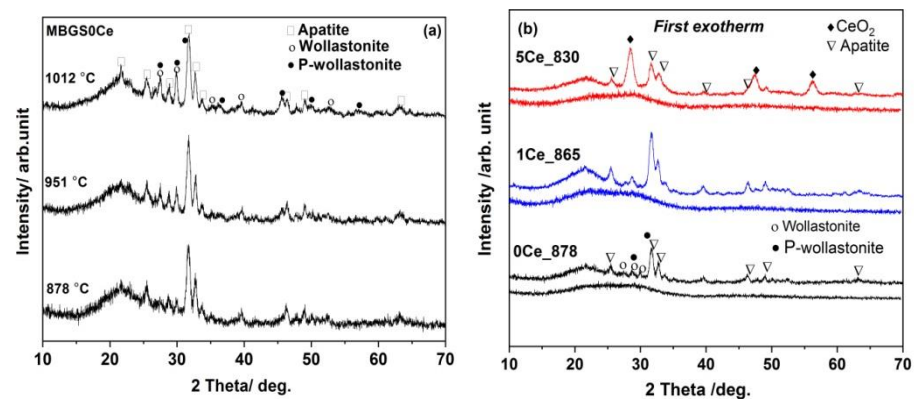 MBGS0Ce
Apatite
(a)
Wollastonite
P-wollastonite
1012 °C
951 °C
878 °C
Intensity/ arb.unit
10 20 30 40 50 60 70
2 Theta/ deg.
(b)
First exotherm
CeO2
Apatite
5Ce_830
1Ce_865
Wollastonite
P-wollastonite
0Ce_878
Intensity /arb. unit
10 20 30 40 50 60 70
2 Theta /deg.